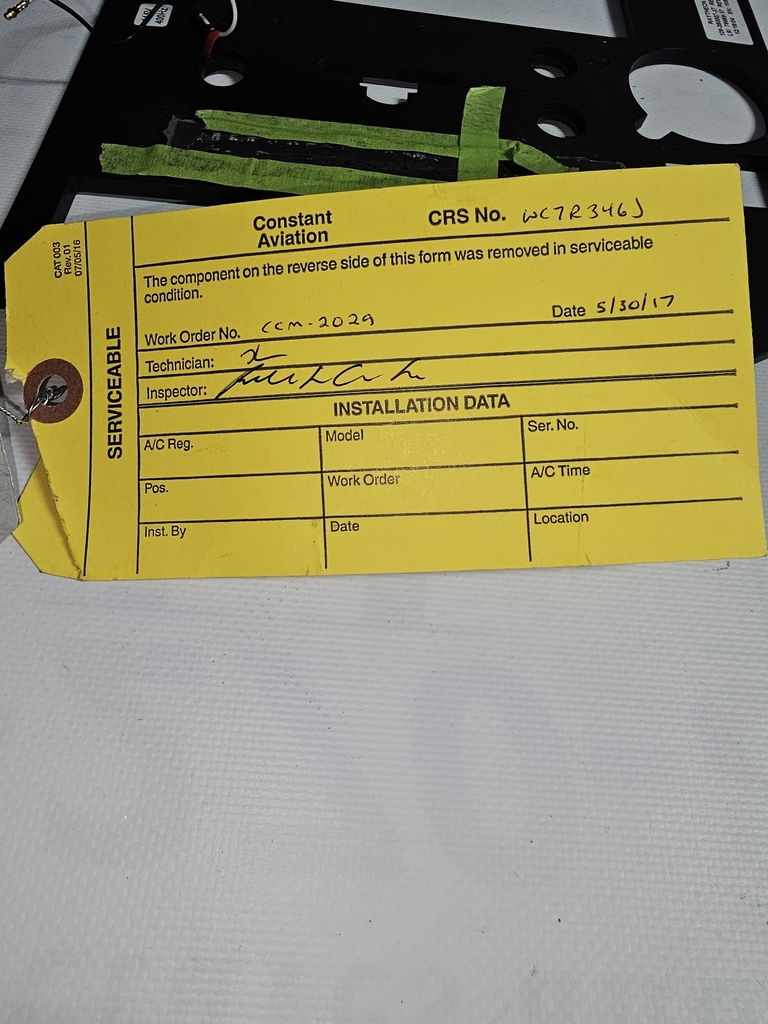 400Hz
RAYTHEON
CAT 003
Rev. 01
07/05/16
SERVICEABLE
Constant
Aviation
CRS No. WC7R346J
The component on the reverse side of this form was removed in serviceable
condition.
Work Order No. CCM-2029
Date 5/30/17
Technician:
Inspector:
INSTALLATION DATA
A/C Reg.
Model
Ser. No.
Pos.
Work Order
A/C Time
Inst. By
Date
Location